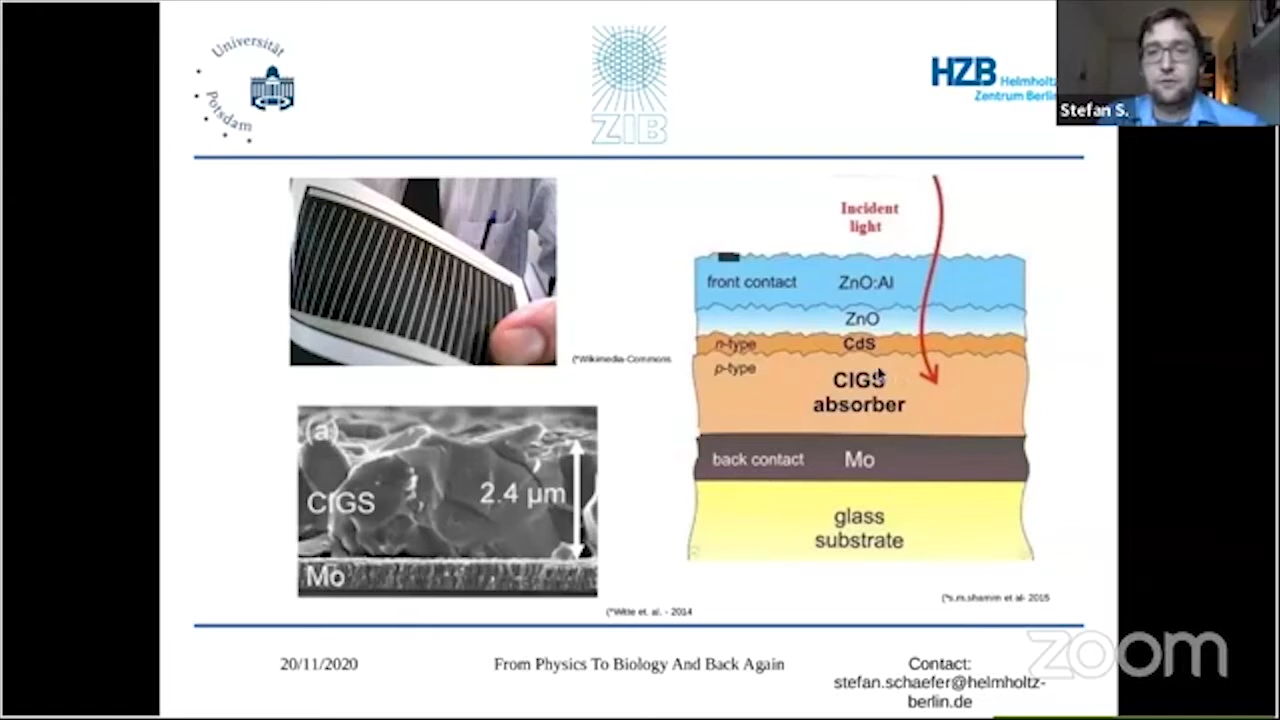 Universität
Potsdam
ZIB
HZB Helmholtz
Zentrum Berlin
Stefan S.
Incident
light
front contact ZnO:Al
ZnO
n-type CdS
p-type
CIGS
absorber
back contact Mo
glass
substrate
(*Wikimedia-Commons
(a)
CIGS
2.4 µm
Mo
(*Witte et. al. - 2014
(*s.m.shamm et al- 2015
20/11/2020
From Physics To Biology And Back Again
Contact:
stefan.schaefer@helmholtz-
berlin.de
zoom